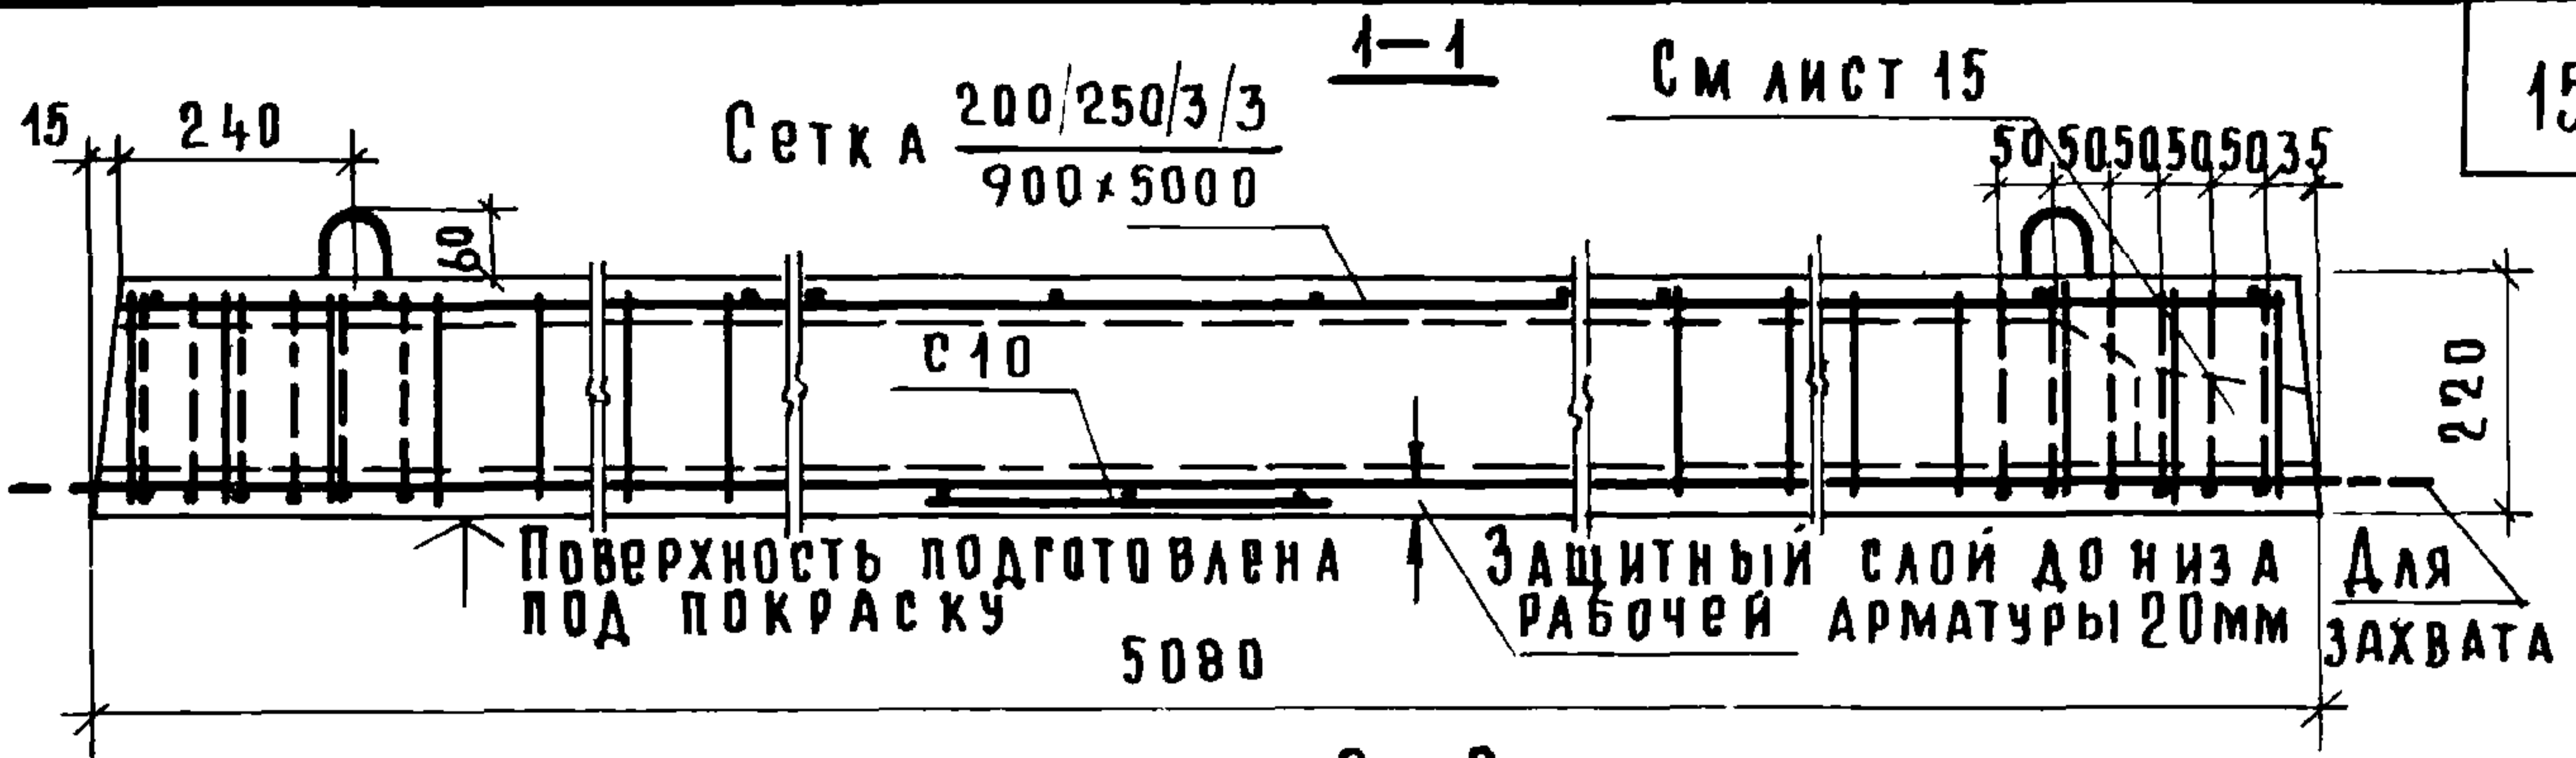 1—1
См лист 15
15
15
240
Сетка 200/250/3/3
900×5000
50 50 50 50 50 35
60
С10
220
Поверхность подготовлена
под покраску
Защитный слой до низа
рабочей арматуры 20мм
Для
захвата
5080